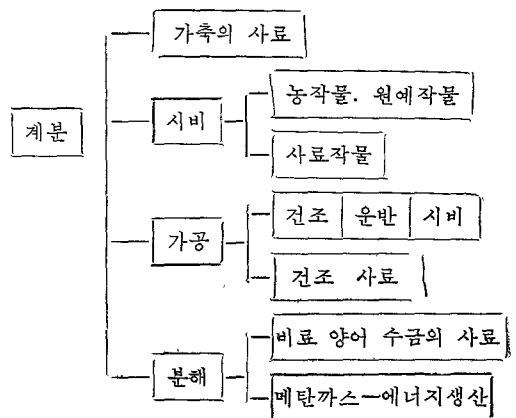 가축의 사료
농작물. 원예작물
시비
계분
사료작물
건조 운반 시비
가공
건조 사료
비료 양어 수금의 사료
분해
메탄까스—에너지생산